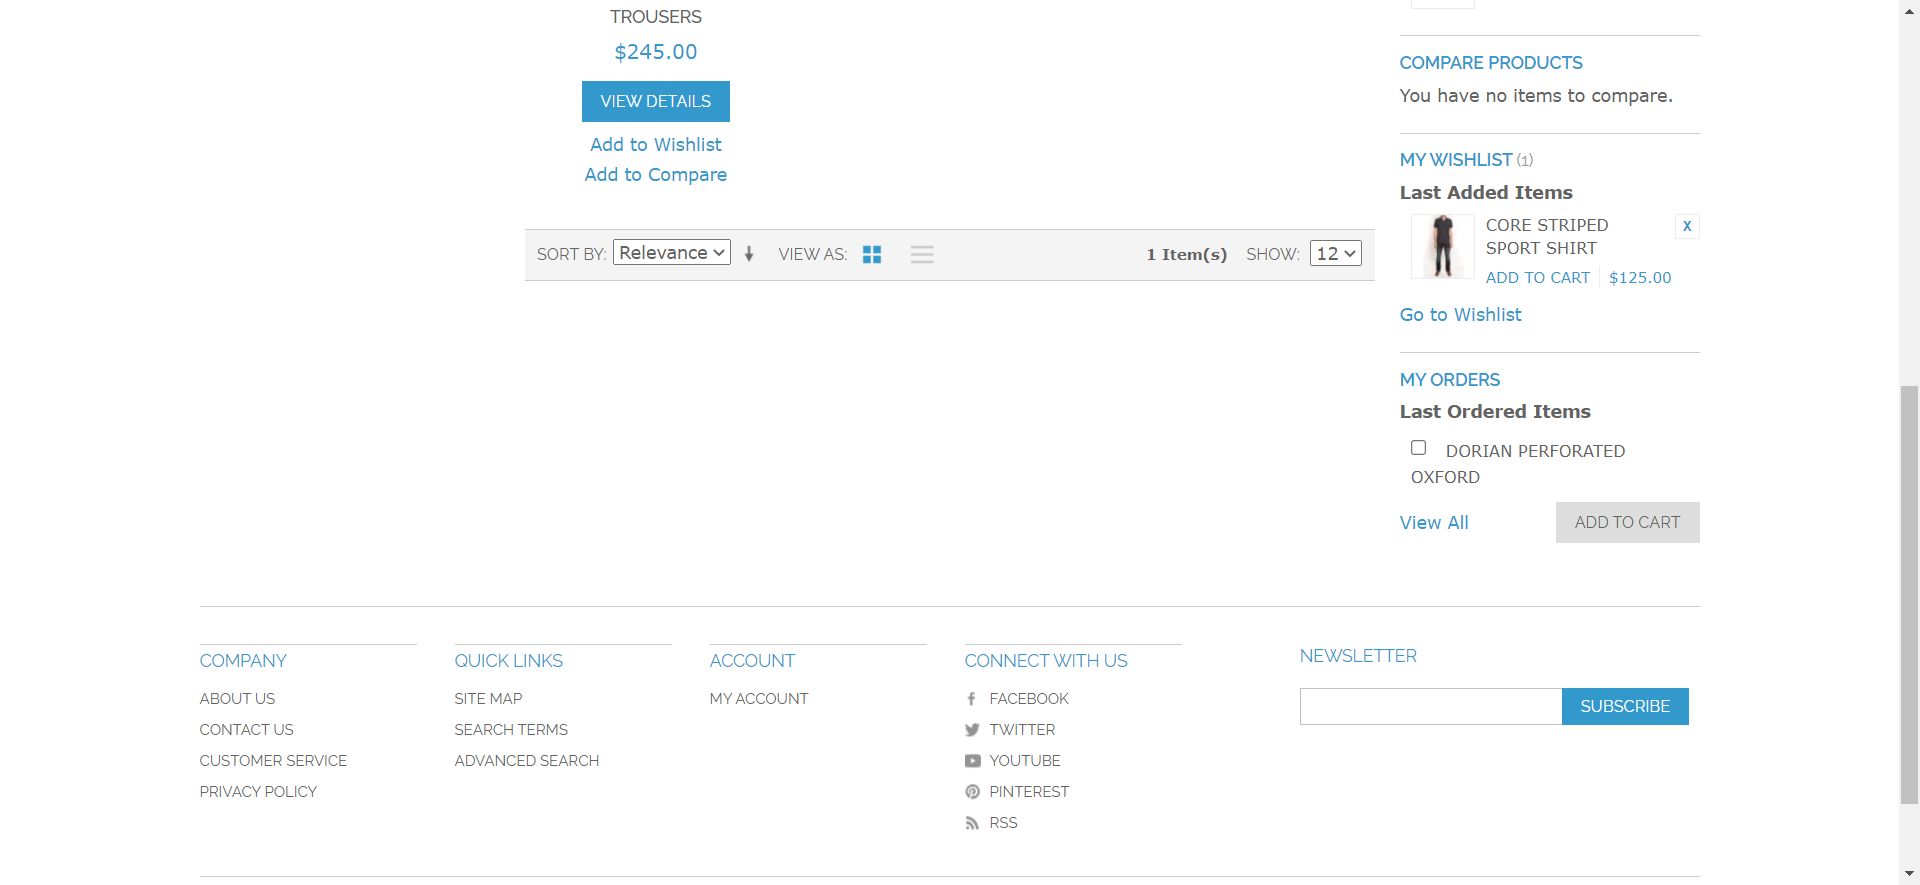 TROUSERS
$245.00
VIEW DETAILS
Add to Wishlist
Add to Compare
SORT BY: Relevance VIEW AS: 1 Item(s) SHOW: 12
COMPARE PRODUCTS
You have no items to compare.
MY WISHLIST (1)
Last Added Items
CORE STRIPED
SPORT SHIRT
X
ADD TO CART $125.00
Go to Wishlist
MY ORDERS
Last Ordered Items
DORIAN PERFORATED
OXFORD
View All ADD TO CART
COMPANY
ABOUT US
CONTACT US
CUSTOMER SERVICE
PRIVACY POLICY
QUICK LINKS
SITE MAP
SEARCH TERMS
ADVANCED SEARCH
ACCOUNT
MY ACCOUNT
CONNECT WITH US
FACEBOOK
TWITTER
YOUTUBE
PINTEREST
RSS
NEWSLETTER
SUBSCRIBE